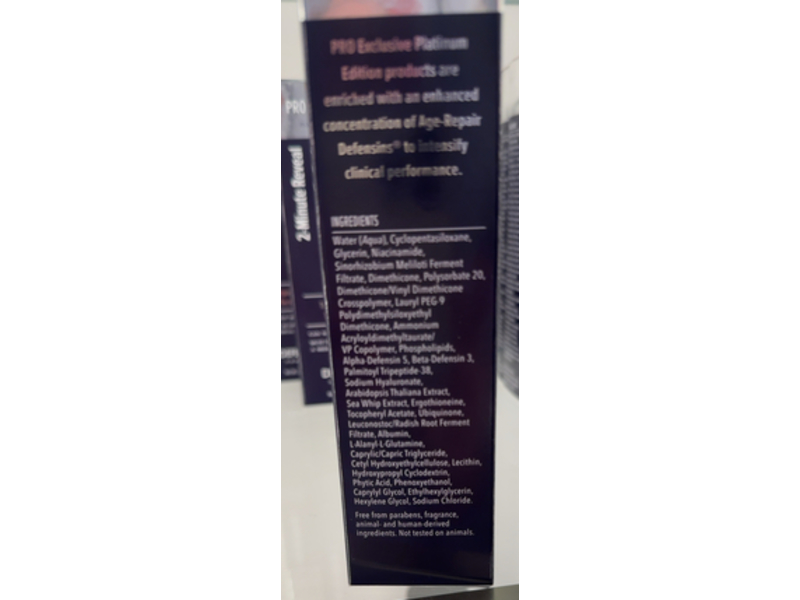 PRO Exclusive Platinum
Edition products are
enriched with an enhanced
concentration of Age-Repair
Defensins® to intensify
clinical performance.
INGREDIENTS
Water (Aqua), Cyclopentasiloxane,
Glycerin, Niacinamide,
Sinorhizobium Meliloti Ferment
Filtrate, Dimethicone, Polysorbate 20,
Dimethicone/Vinyl Dimethicone
Crosspolymer, Lauryl PEG-9
Polydimethylsiloxyethyl
Dimethicone, Ammonium
Acryloyldimethyltaurate/
VP Copolymer, Phospholipids,
Alpha Defensin 5, Beta Defensin 3,
Palmitoyl Tripeptide-38,
Sodium Hyaluronate,
Arabidopsis Thaliana Extract,
Sea Whip Extract, Ergothioneine,
Tocopheryl Acetate, Ubiquinone,
Leuconostoc/Radish Root Ferment
Filtrate, Albumin,
L-Alanyl-L-Glutamine,
Caprylic/Capric Triglyceride,
Cetyl Hydroxyethylcellulose, Lecithin,
Hydroxypropyl Cyclodextrin,
Phytic Acid, Phenoxyethanol,
Caprylyl Glycol, Ethylhexylglycerin,
Hexylene Glycol, Sodium Chloride.
Free from parabens, fragrance,
animal- and human-derived
ingredients. Not tested on animals.
PRO
2-Minute Reveal